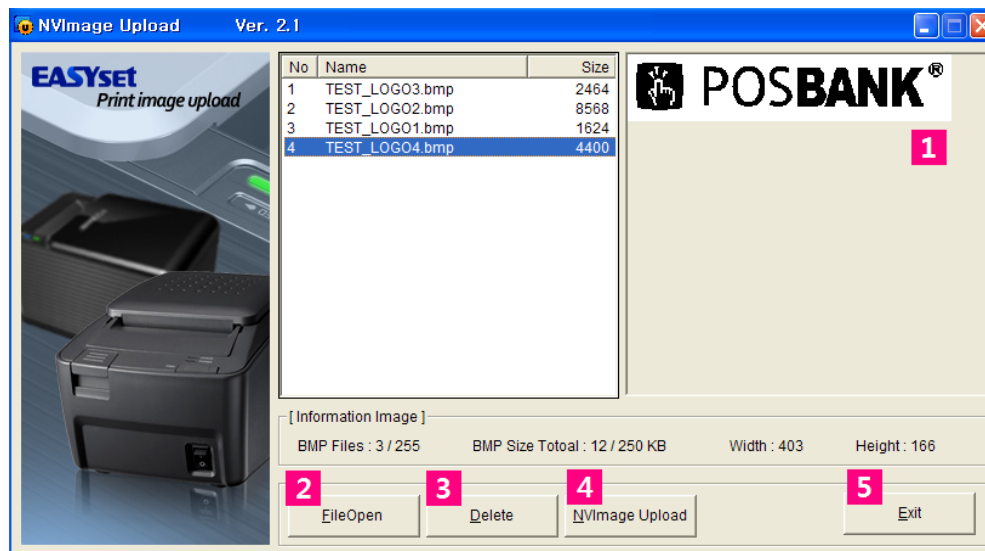 NVImage Upload Ver. 2.1
EASYset
Print image upload
No Name Size
1 TEST_LOGO3.bmp 2464
2 TEST_LOGO2.bmp 8568
3 TEST_LOGO1.bmp 1624
4 TEST_LOGO4.bmp 4400
POSBANK®
1
[ Information Image ]
BMP Files : 3 / 255 BMP Size Totoal : 12 / 250 KB Width : 403 Height : 166
2 3 4 5
FileOpen Delete NVImage Upload Exit